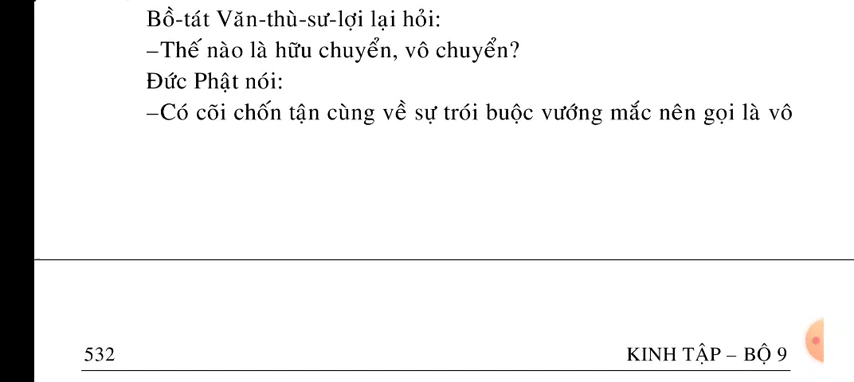 Bồ-tát Văn-thù-sư-lợi lại hỏi:
–Thế nào là hữu chuyển, vô chuyển?
Đức Phật nói:
–Có cõi chốn tận cùng về sự trói buộc vướng mắc nên gọi là vô
532
KINH TẬP – BỘ 9